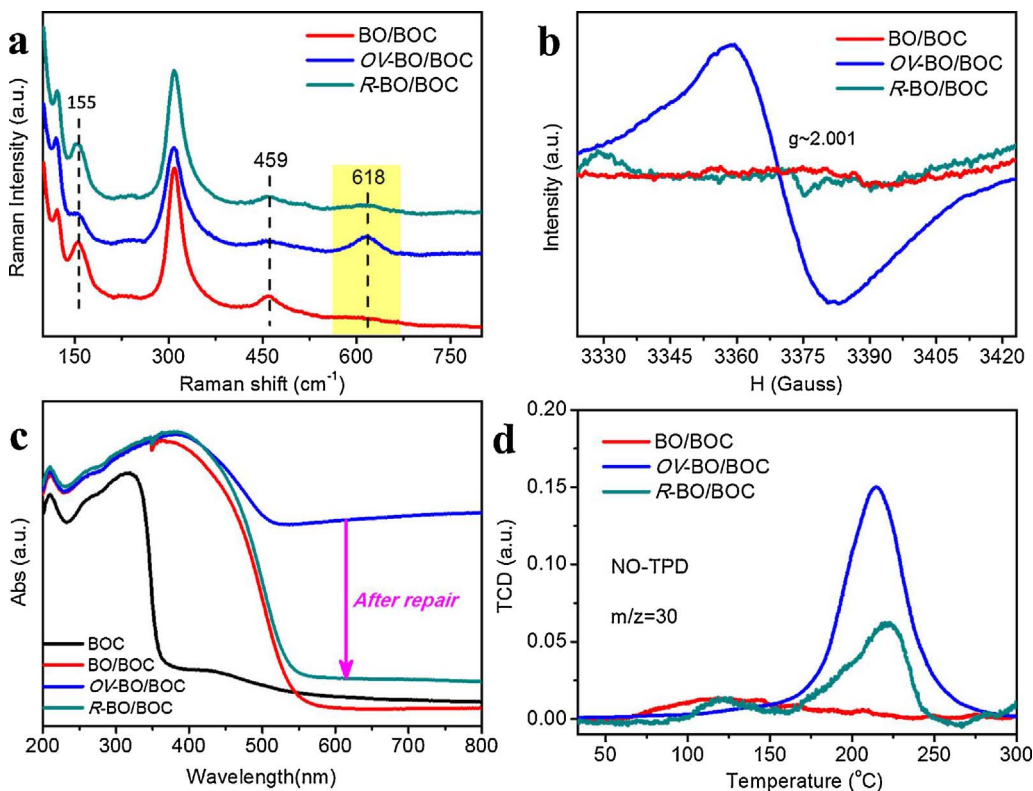 a
BO/BOC
OV-BO/BOC
R-BO/BOC
155
459
618
Raman Intensity (a.u.)
150
300
450
600
750
Raman shift (cm⁻¹)
b
BO/BOC
OV-BO/BOC
R-BO/BOC
g~2.001
Intensity (a.u.)
3330
3345
3360
3375
3390
3405
3420
H (Gauss)
c
After repair
BOC
BO/BOC
OV-BO/BOC
R-BO/BOC
Abs (a.u.)
200
300
400
500
600
700
800
Wavelength(nm)
d
BO/BOC
OV-BO/BOC
R-BO/BOC
NO-TPD
m/z=30
TCD (a.u.)
0.20
0.15
0.10
0.05
0.00
50
100
150
200
250
300
Temperature (°C)